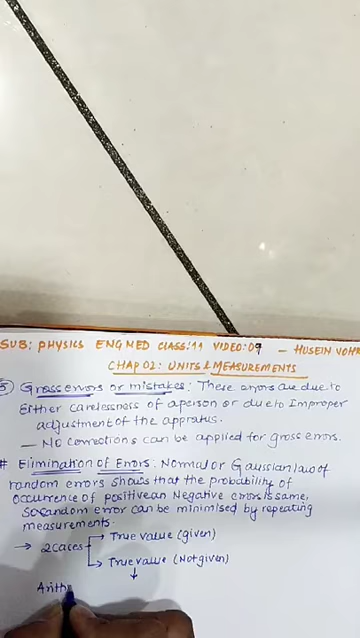 SUB: PHYSICS ENG MED CLASS:11 VIDEO:09 - HUSEIN VOHR
CHAP 02: UNITS & MEASUREMENTS
5 Gross errors or mistakes: These errors are due to
Either carelessness of a person or due to Improper
adjustment of the appratus.
- No corrections can be applied for gross errors.
# Elimination of Errors: Normal or Gaussian law of
random errors shows that the probability of
occurrence of positive an Negative errors is same,
So random error can be minimised by repeating
measurements.
→ 2 cases → True value (given)
→ True value (Not given)
↓
Arith